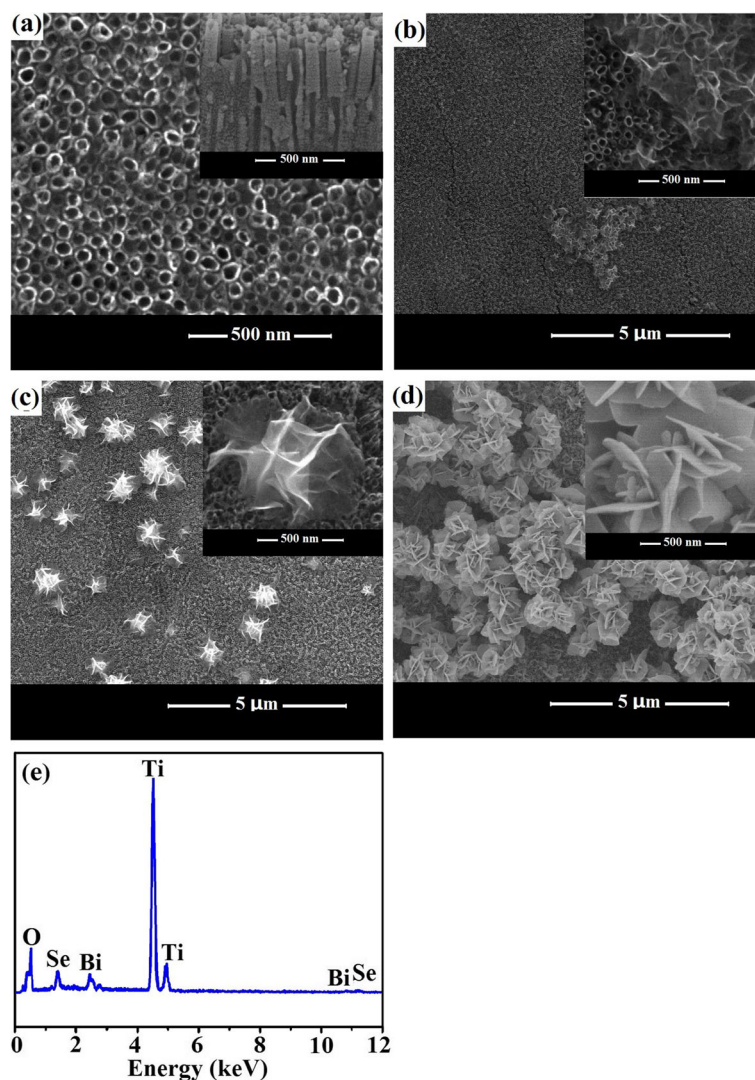 (a)
500 nm
500 nm
(b)
500 nm
5 μm
(c)
500 nm
5 μm
(d)
500 nm
5 μm
(e)
Ti
O
Se
Bi
Ti
Bi
Se
0 2 4 6 8 10 12
Energy (keV)